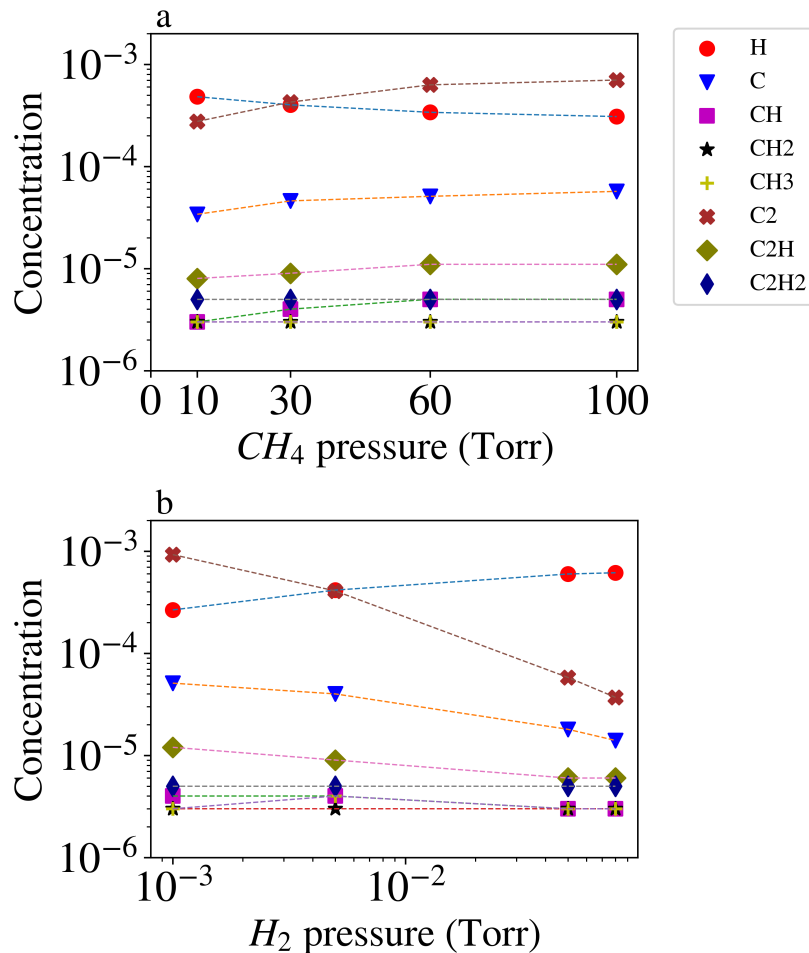 a
10⁻³
10⁻⁴
10⁻⁵
10⁻⁶
Concentration
0 10 30 60 100
CH₄ pressure (Torr)
H
C
CH
CH2
CH3
C2
C2H
C2H2
b
10⁻³
10⁻⁴
10⁻⁵
10⁻⁶
Concentration
10⁻³ 10⁻²
H₂ pressure (Torr)